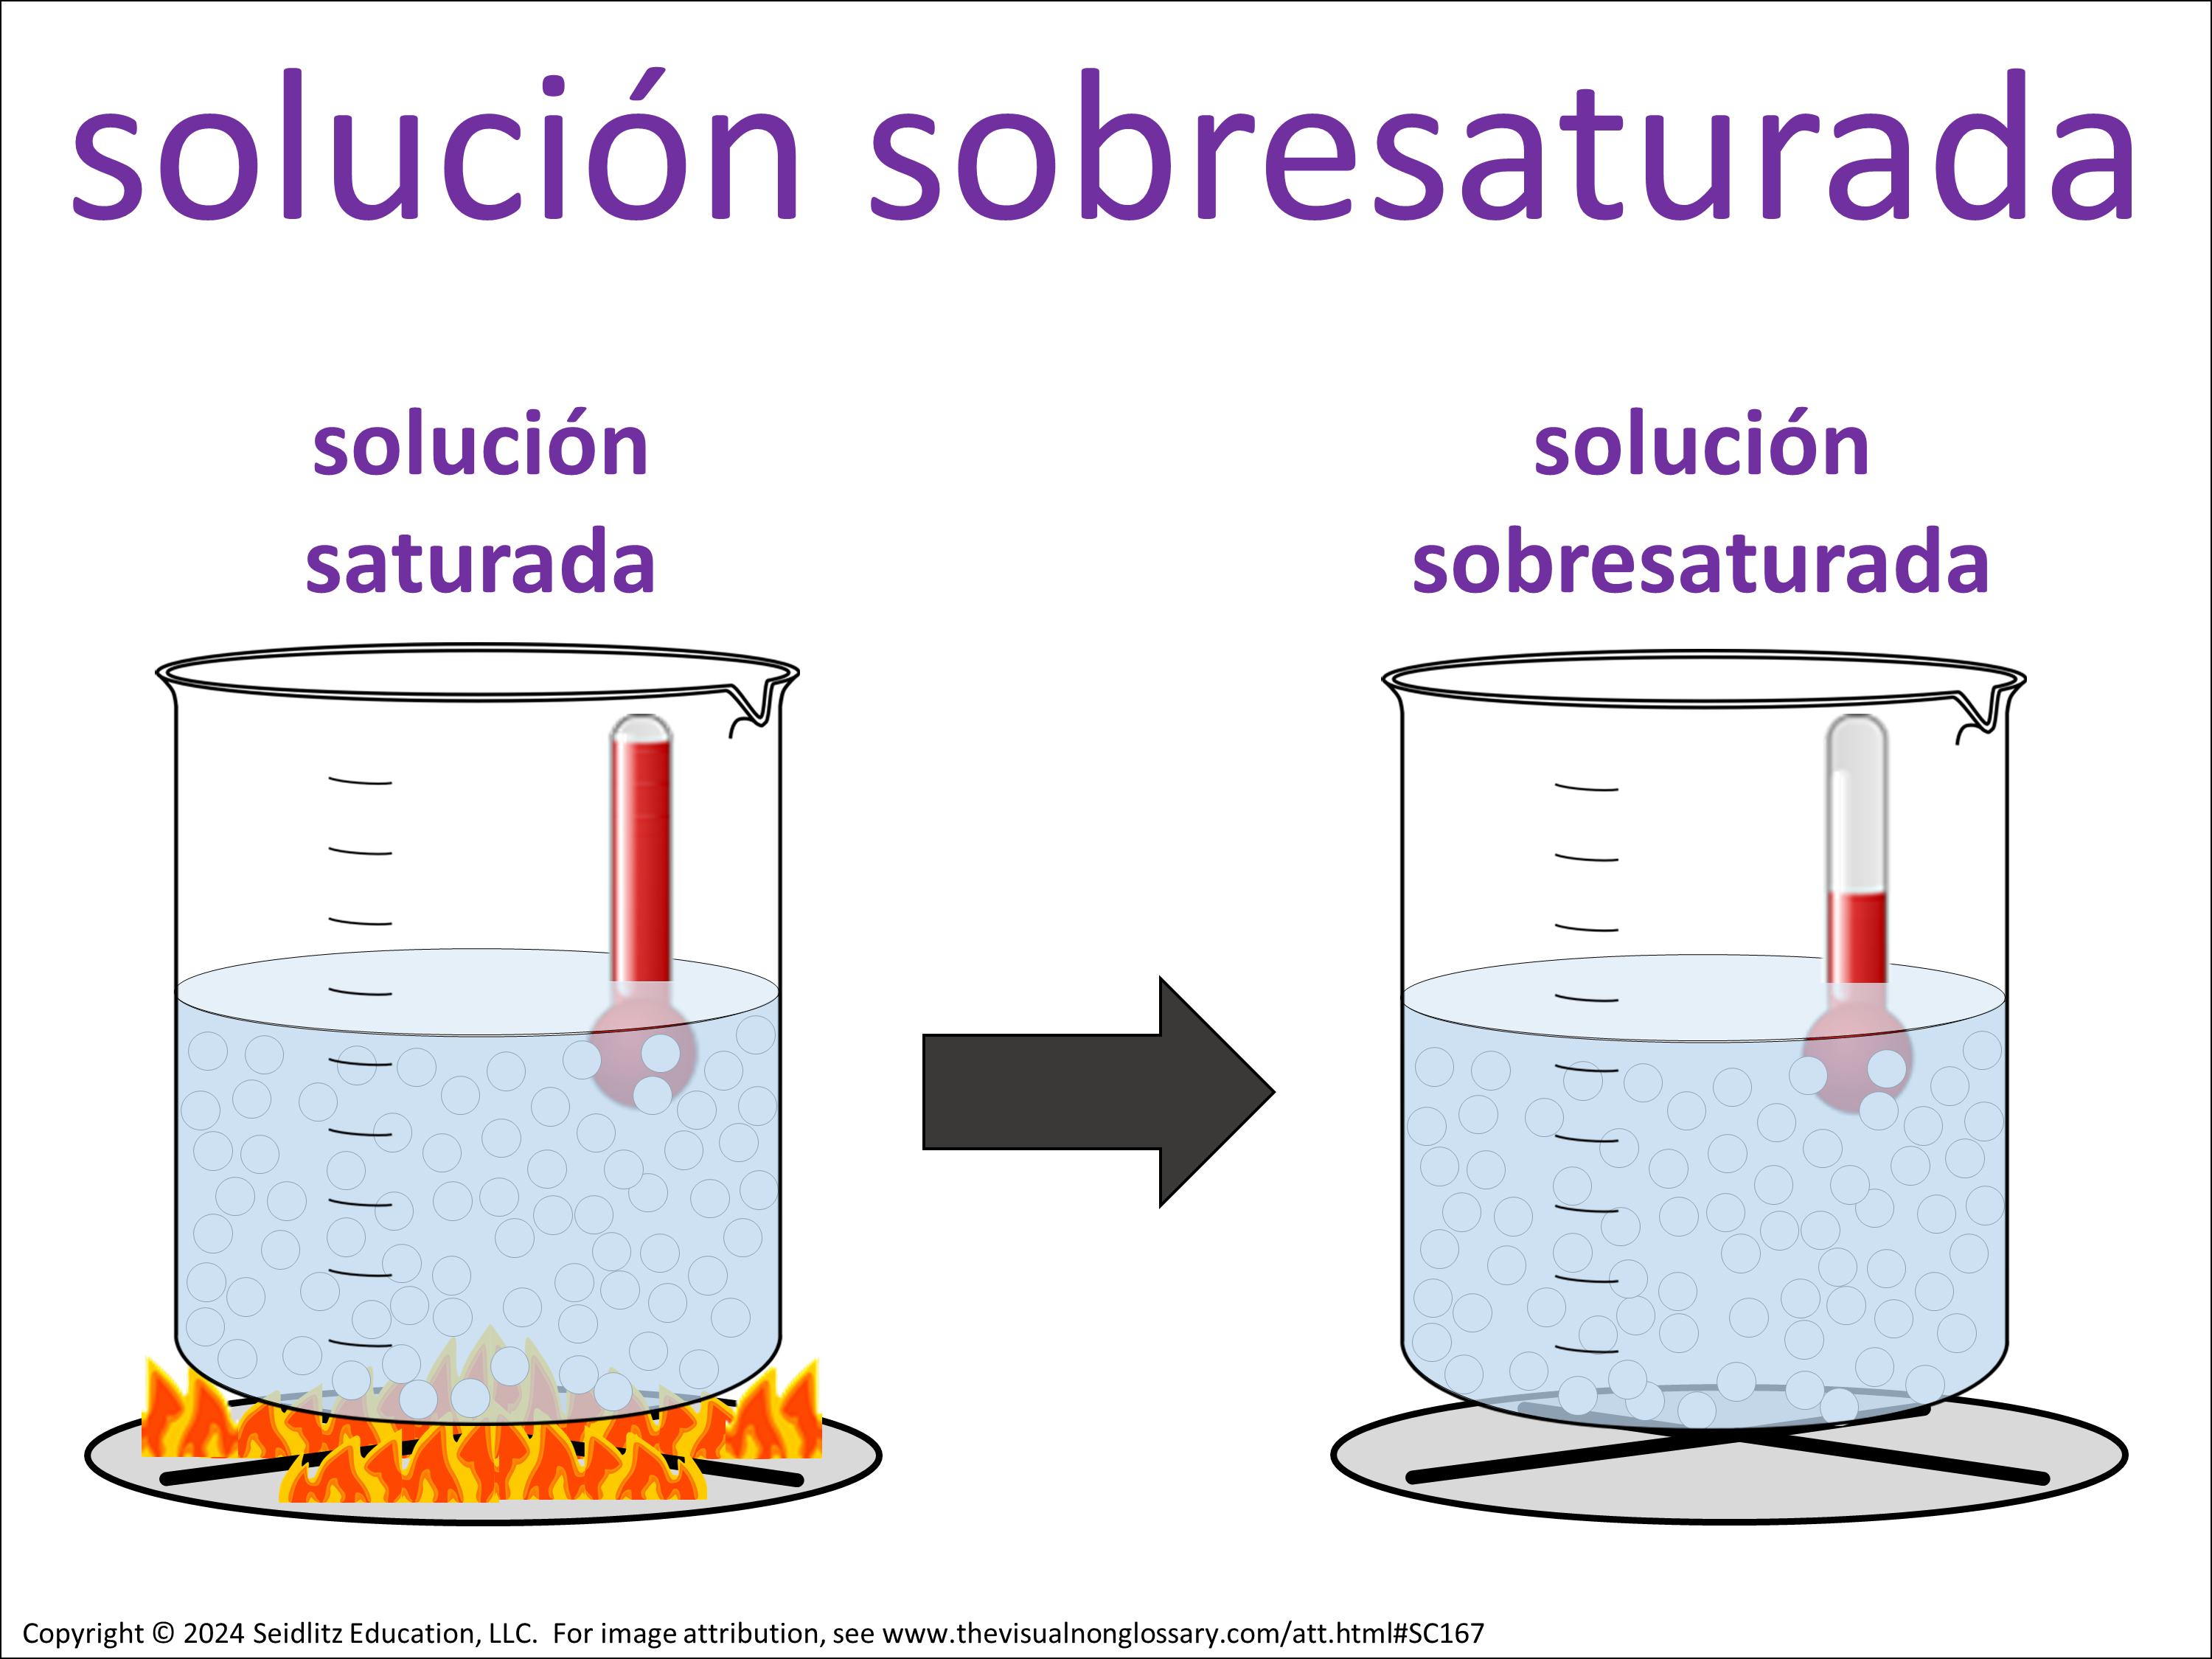 solución sobresaturada
solución
saturada
solución
sobresaturada
Copyright © 2024 Seidlitz Education, LLC.  For image attribution, see www.thevisualnonglossary.com/att.html#SC167